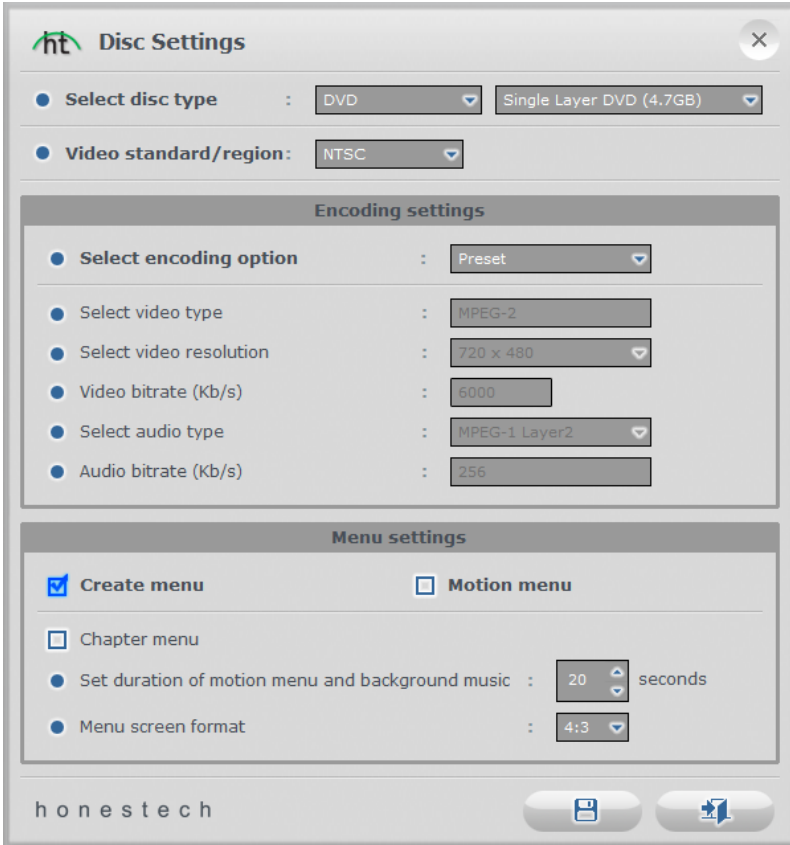 ht Disc Settings
Select disc type : DVD Single Layer DVD (4.7GB)
Video standard/region: NTSC
Encoding settings
Select encoding option : Preset
Select video type : MPEG-2
Select video resolution : 720 x 480
Video bitrate (Kb/s) : 6000
Select audio type : MPEG-1 Layer2
Audio bitrate (Kb/s) : 256
Menu settings
Create menu Motion menu
Chapter menu
Set duration of motion menu and background music : 20 seconds
Menu screen format : 4:3
honestech